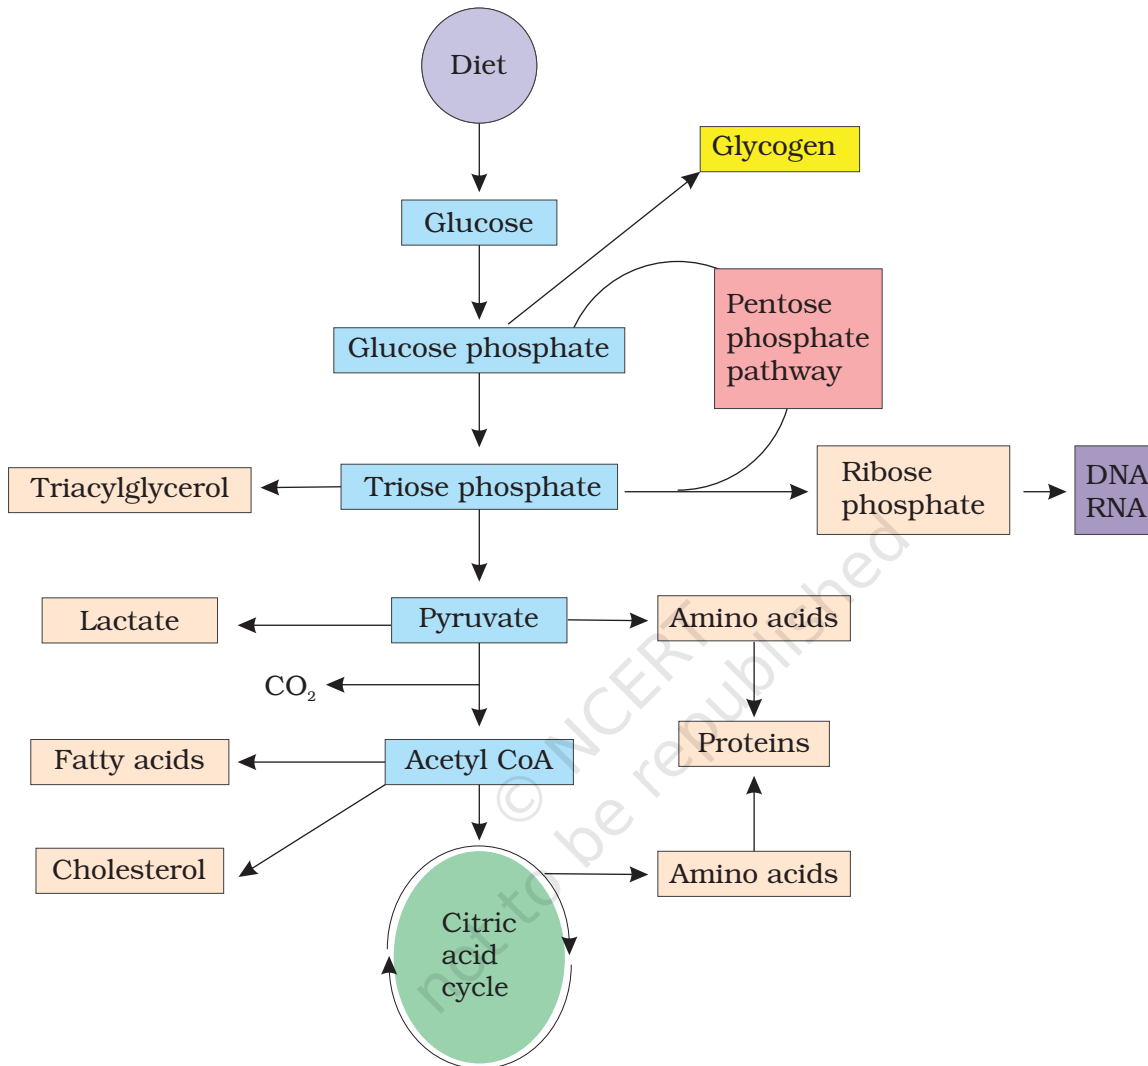 Diet
Glycogen
Glucose
Pentose
phosphate
pathway
Glucose phosphate
Triacylglycerol
Triose phosphate
Ribose
phosphate
DNA
RNA
Lactate
Pyruvate
Amino acids
CO₂
Fatty acids
Acetyl CoA
Proteins
Cholesterol
Amino acids
Citric
acid
cycle
© NCERT
not to be republished